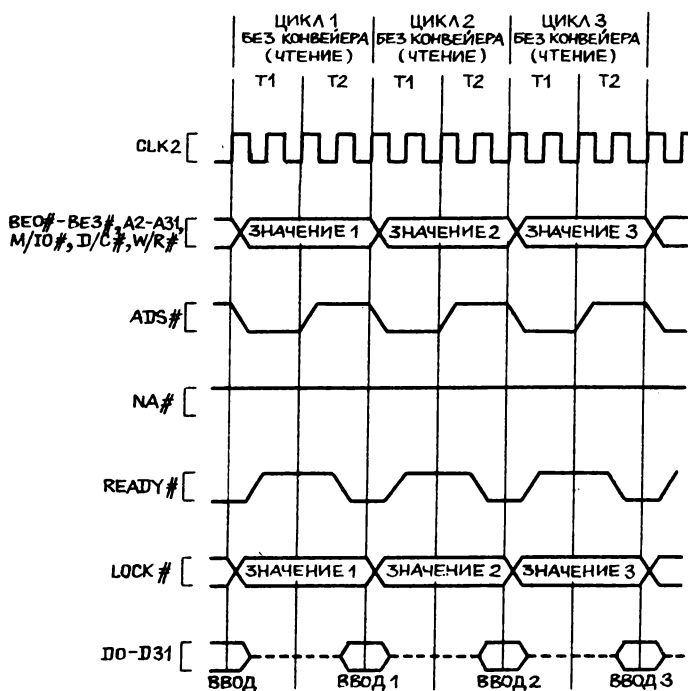 ЦИКЛ 1 ЦИКЛ 2 ЦИКЛ 3
БЕЗ КОНВЕЙЕРА БЕЗ КОНВЕЙЕРА БЕЗ КОНВЕЙЕРА
(ЧТЕНИЕ) (ЧТЕНИЕ) (ЧТЕНИЕ)
T1 T2 T1 T2 T1 T2
CLK2
BE0#-BE3#, A2-A31,
M/IO#, D/C#, W/R#
ЗНАЧЕНИЕ 1 ЗНАЧЕНИЕ 2 ЗНАЧЕНИЕ 3
ADS#
NA#
READY#
LOCK#
ЗНАЧЕНИЕ 1 ЗНАЧЕНИЕ 2 ЗНАЧЕНИЕ 3
D0-D31
ВВОД ВВОД 1 ВВОД 2 ВВОД 3